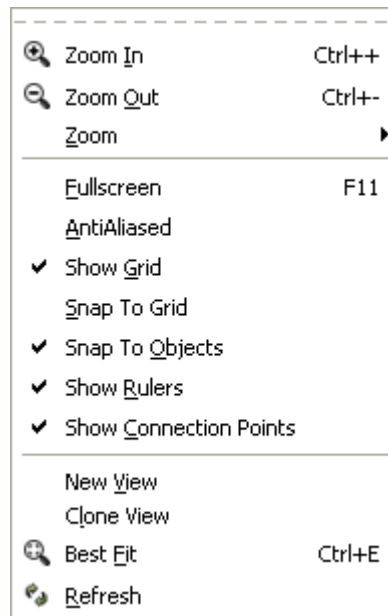 Zoom In Ctrl++
Zoom Out Ctrl+-
Zoom
Fullscreen F11
AntiAliased
Show Grid
Snap To Grid
Snap To Objects
Show Rulers
Show Connection Points
New View
Clone View
Best Fit Ctrl+E
Refresh